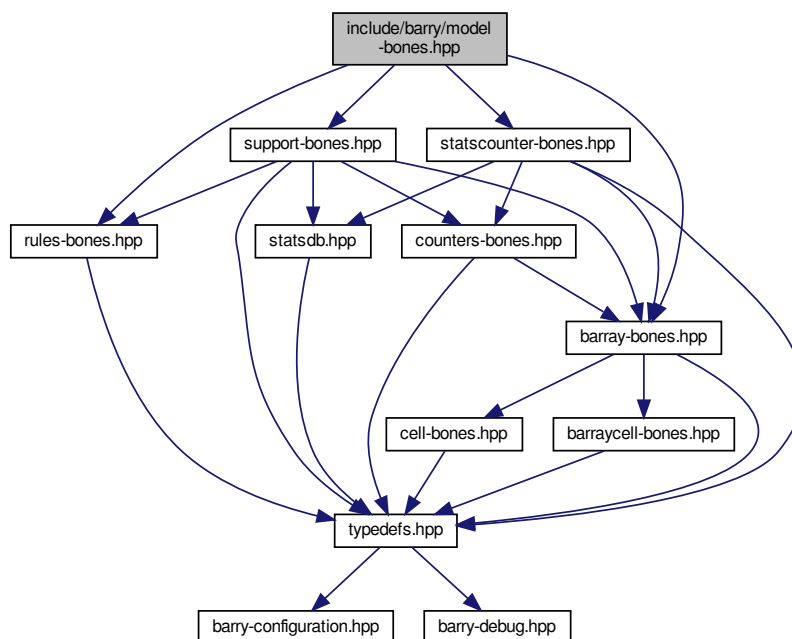 include/barry/model
-bones.hpp
support-bones.hpp
statscounter-bones.hpp
rules-bones.hpp
statsdb.hpp
counters-bones.hpp
barray-bones.hpp
cell-bones.hpp
barraycell-bones.hpp
typedefs.hpp
barry-configuration.hpp
barry-debug.hpp